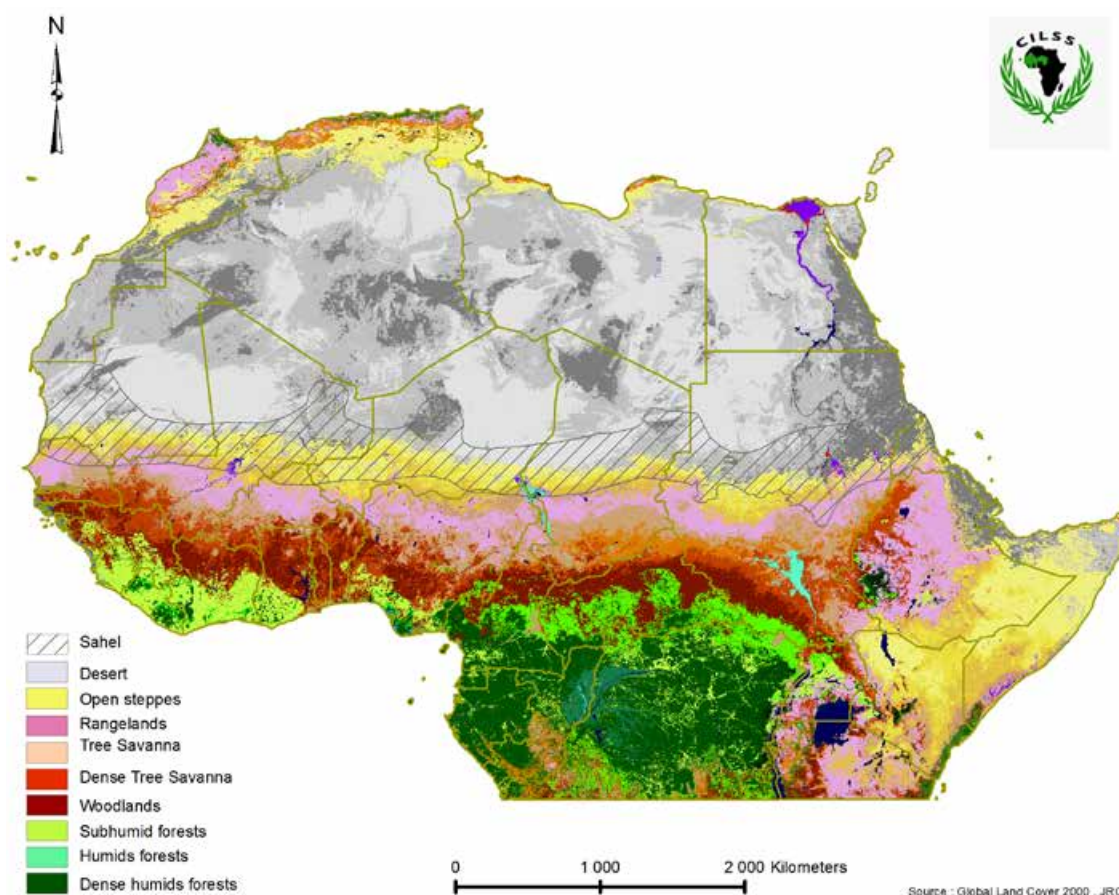 N
CILSS
Sahel
Desert
Open steppes
Rangelands
Tree Savanna
Dense Tree Savanna
Woodlands
Subhumid forests
Humids forests
Dense humids forests
0 1 000 2 000 Kilometers
Source : Global Land Cover 2000 _JRC